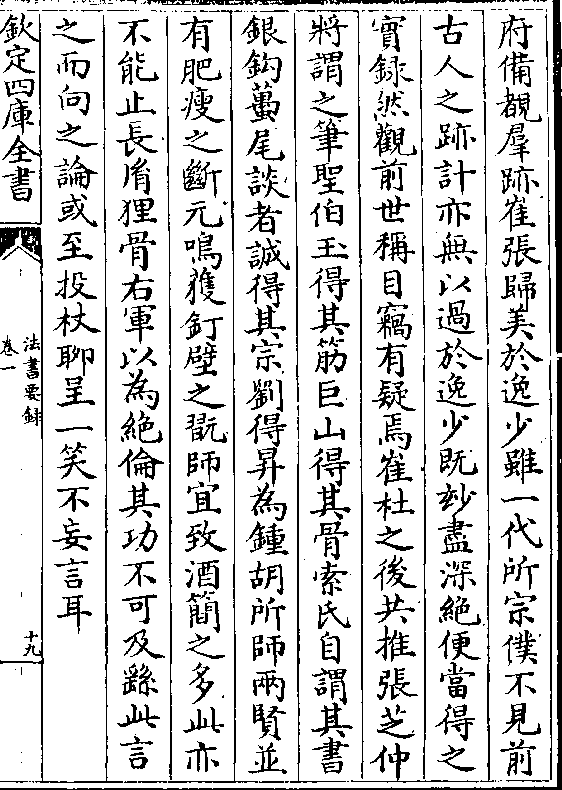 府備覩羣跡崔張歸美於逸少雖一代所宗僕不見前
古人之跡計亦無以過於逸少既玅盡深絕便當得之
實録然觀前世稱目竊有疑焉崔杜之後共推張芝仲
將謂之筆聖伯玉得其筋巨山得其骨索氏自謂其書
銀鈎蠆尾談者誠得其宗劉得昇為鍾胡所師兩賢並
有肥瘦之斷元鳴獲釘壁之翫師宜致酒簡之多此亦
不能止長胤狸骨右軍以為絶倫其功不可及繇此言
之而向之論或至投杖聊呈一笑不妄言耳
欽定四庫全書
法書要録
卷一
十九